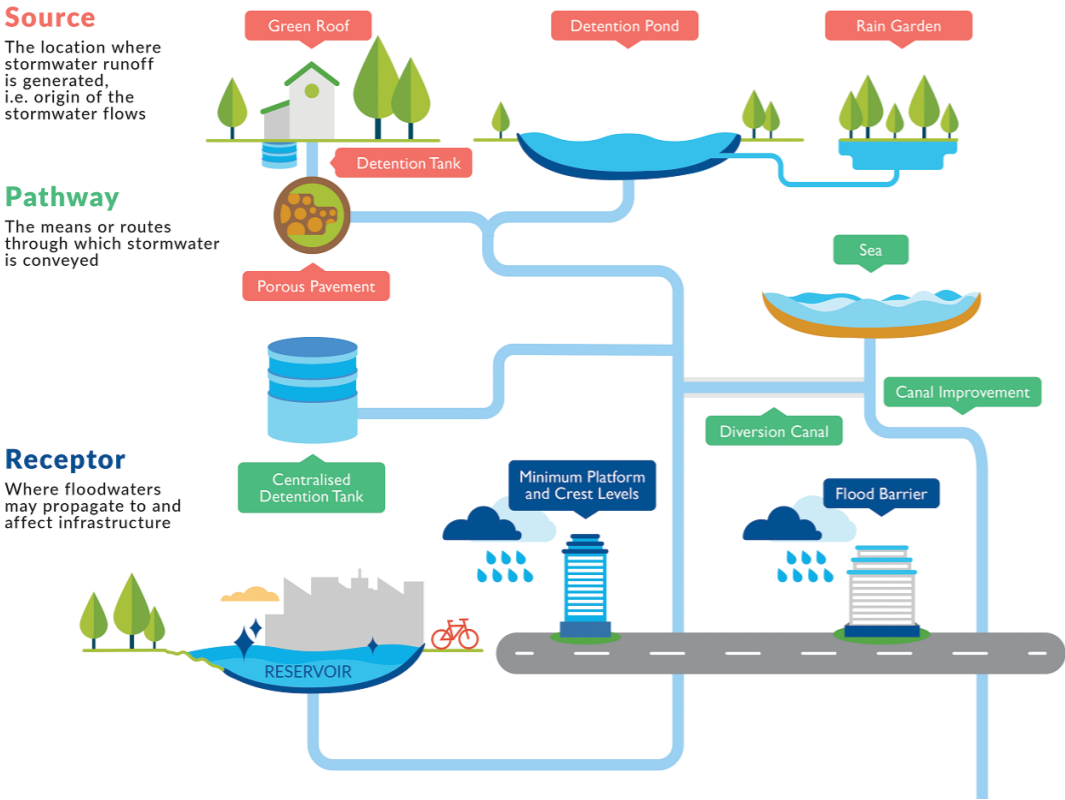 Source
The location where
stormwater runoff
is generated,
i.e. origin of the
stormwater flows
Green Roof
Detention Pond
Rain Garden
Detention Tank
Pathway
The means or routes
through which stormwater
is conveyed
Porous Pavement
Sea
Canal Improvement
Diversion Canal
Centralised
Detention Tank
Receptor
Where floodwaters
may propagate to and
affect infrastructure
Minimum Platform
and Crest Levels
Flood Barrier
RESERVOIR